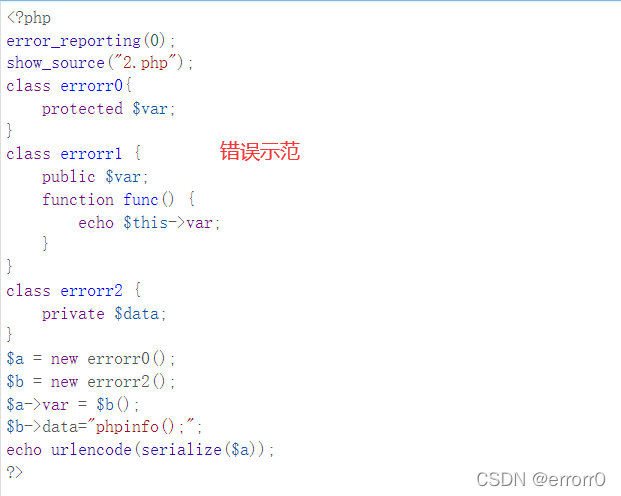 <?php
error_reporting(0);
show_source("2.php");
class errorr0{
    protected $var;
}
class errorr1 {
错误示范
    public $var;
    function func() {
        echo $this->var;
    }
}
class errorr2 {
    private $data;
}
$a = new errorr0();
$b = new errorr2();
$a->var = $b();
$b->data="phpinfo();";
echo urlencode(serialize($a));
?>
CSDN @errorr0